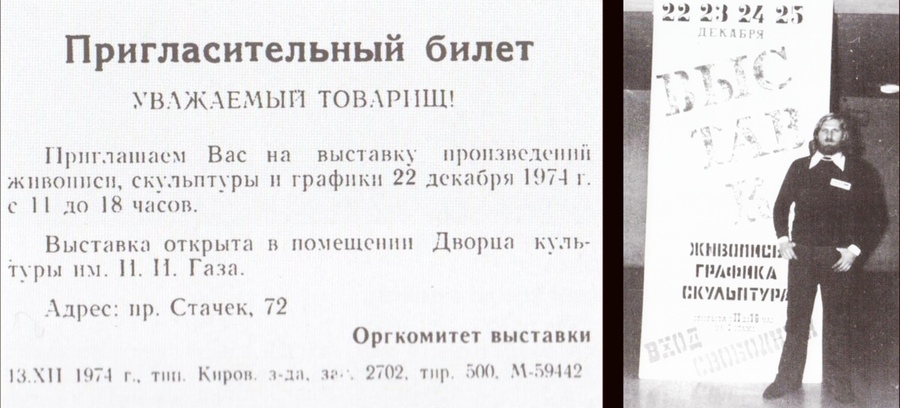 Пригласительный билет
УВАЖАЕМЫЙ ТОВАРИЩ!
Приглашаем Вас на выставку произведений
живописи, скульптуры и графики 22 декабря 1974 г.
с 11 до 18 часов.
Выставка открыта в помещении Дворца куль-
туры им. И. И. Газа.
Адрес: пр. Стачек, 72
Оргкомитет выставки
13.XII 1974 г., тип. Киров. з-да, 2702, тир. 500, М-59442
22 23 24 25
ДЕКАБРЯ
ВЫС
ТАВ
К
ЖИВОПИСЬ
ГРАФИКА
СКУЛЬПТУРА
ВХОД
СВОБОДНЫЙ